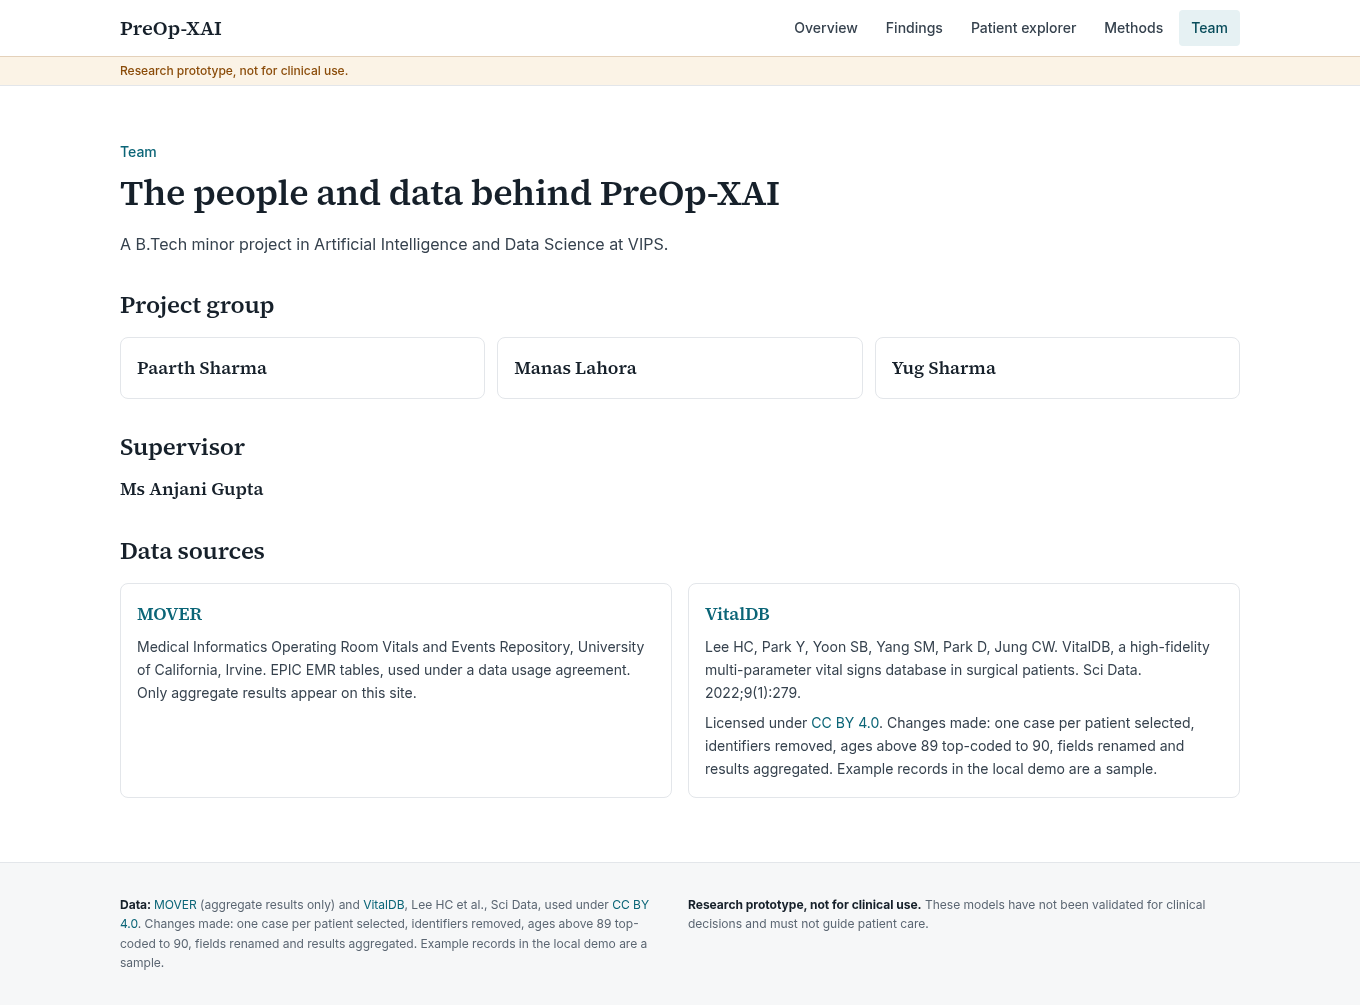 PreOp-XAI
Overview
Findings
Patient explorer
Methods
Team
Research prototype, not for clinical use.
Team
The people and data behind PreOp-XAI
A B.Tech minor project in Artificial Intelligence and Data Science at VIPS.
Project group
Paarth Sharma
Manas Lahora
Yug Sharma
Supervisor
Ms Anjani Gupta
Data sources
MOVER
Medical Informatics Operating Room Vitals and Events Repository, University
of California, Irvine. EPIC EMR tables, used under a data usage agreement.
Only aggregate results appear on this site.
VitalDB
Lee HC, Park Y, Yoon SB, Yang SM, Park D, Jung CW. VitalDB, a high-fidelity
multi-parameter vital signs database in surgical patients. Sci Data.
2022;9(1):279.
Licensed under CC BY 4.0. Changes made: one case per patient selected,
identifiers removed, ages above 89 top-coded to 90, fields renamed and
results aggregated. Example records in the local demo are a sample.
Data: MOVER (aggregate results only) and VitalDB, Lee HC et al., Sci Data, used under CC BY
4.0. Changes made: one case per patient selected, identifiers removed, ages above 89 top-
coded to 90, fields renamed and results aggregated. Example records in the local demo are a
sample.
Research prototype, not for clinical use. These models have not been validated for clinical
decisions and must not guide patient care.